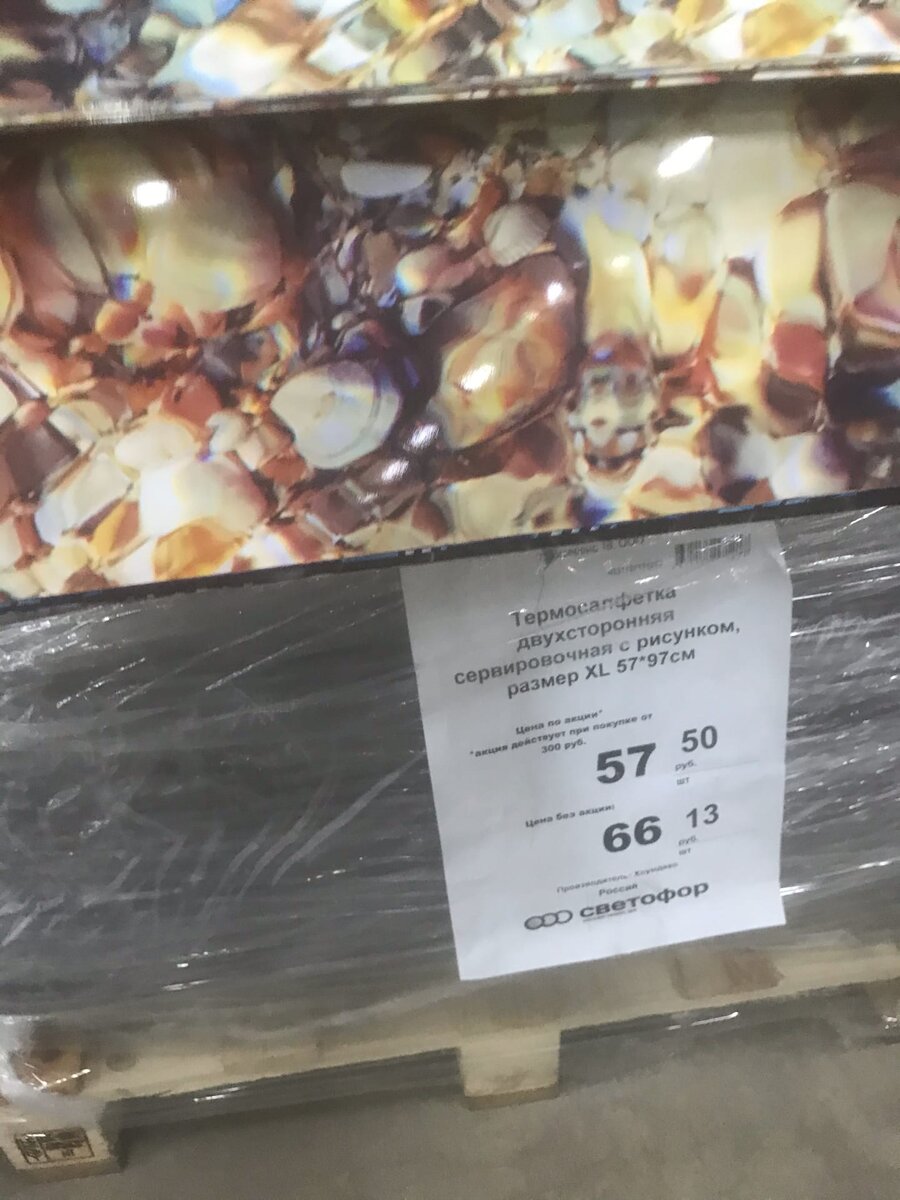 Термосалфетка
двухсторонняя
сервировочная с рисунком,
размер XL 57*97см
Цена по акции*
*акция действует при покупке от
300 руб.
57 50
руб.
шт
Цена без акции:
66 13
руб.
шт
Производитель:
Россия
светофор